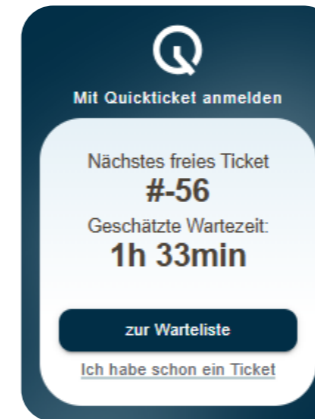 Mit Quickticket anmelden
Nächstes freies Ticket
#-56
Geschätzte Wartezeit:
1h 33min
zur Warteliste
Ich habe schon ein Ticket